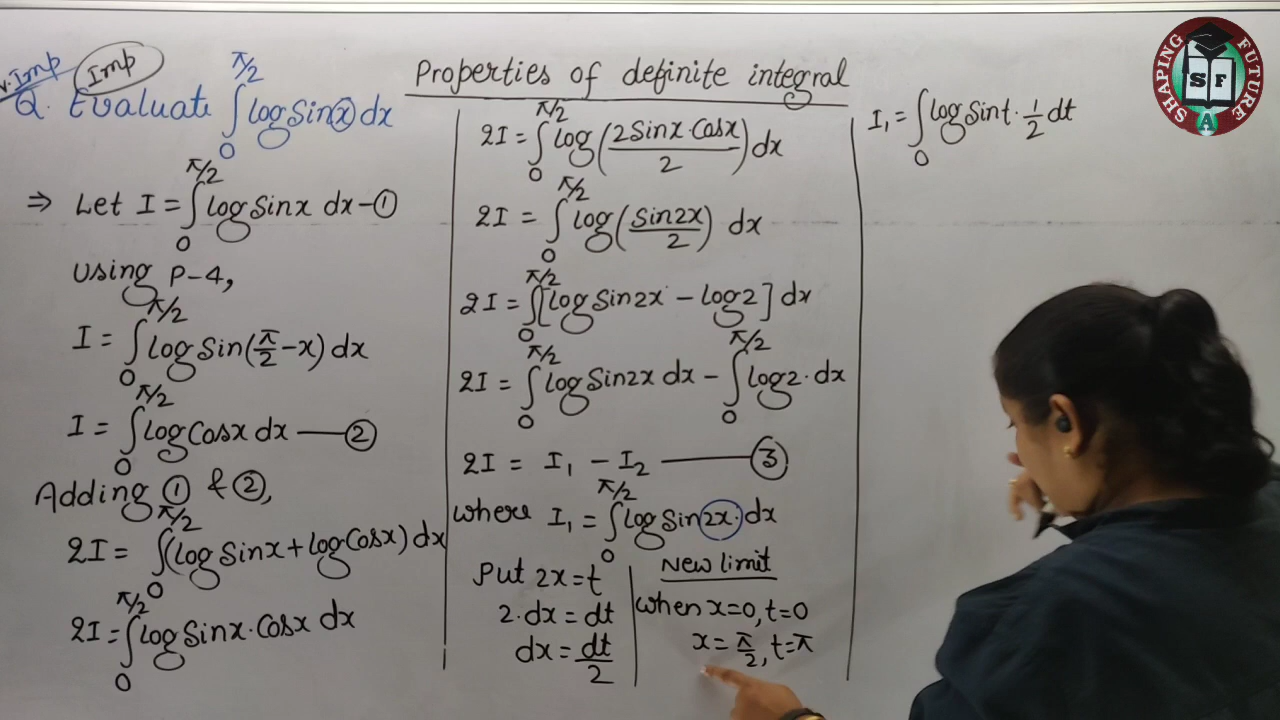 V.Imp Imp
Q. Evaluate ∫₀^{π/2} log Sin x dx
⇒ Let I = ∫₀^{π/2} log Sin x dx - ①
Using P-4,
I = ∫₀^{π/2} log Sin(π/2 - x) dx
I = ∫₀^{π/2} log Cos x dx — ②
Adding ① & ②,
2I = ∫₀^{π/2} (log Sin x + log Cos x) dx
2I = ∫₀^{π/2} log Sin x · Cos x dx
Properties of definite integral
2I = ∫₀^{π/2} log(2 Sin x · Cos x / 2) dx
2I = ∫₀^{π/2} log(Sin 2x / 2) dx
2I = ∫₀^{π/2} [log Sin 2x - log 2] dx
2I = ∫₀^{π/2} log Sin 2x dx - ∫₀^{π/2} log 2 · dx
2I = I₁ - I₂ — ③
where I₁ = ∫₀^{π/2} log Sin 2x · dx
Put 2x = t
2 · dx = dt
dx = dt/2
New limit
When x=0, t=0
x = π/2, t=π
I₁ = ∫₀ log Sin t · 1/2 dt
SHAPING FUTURE
S F
A